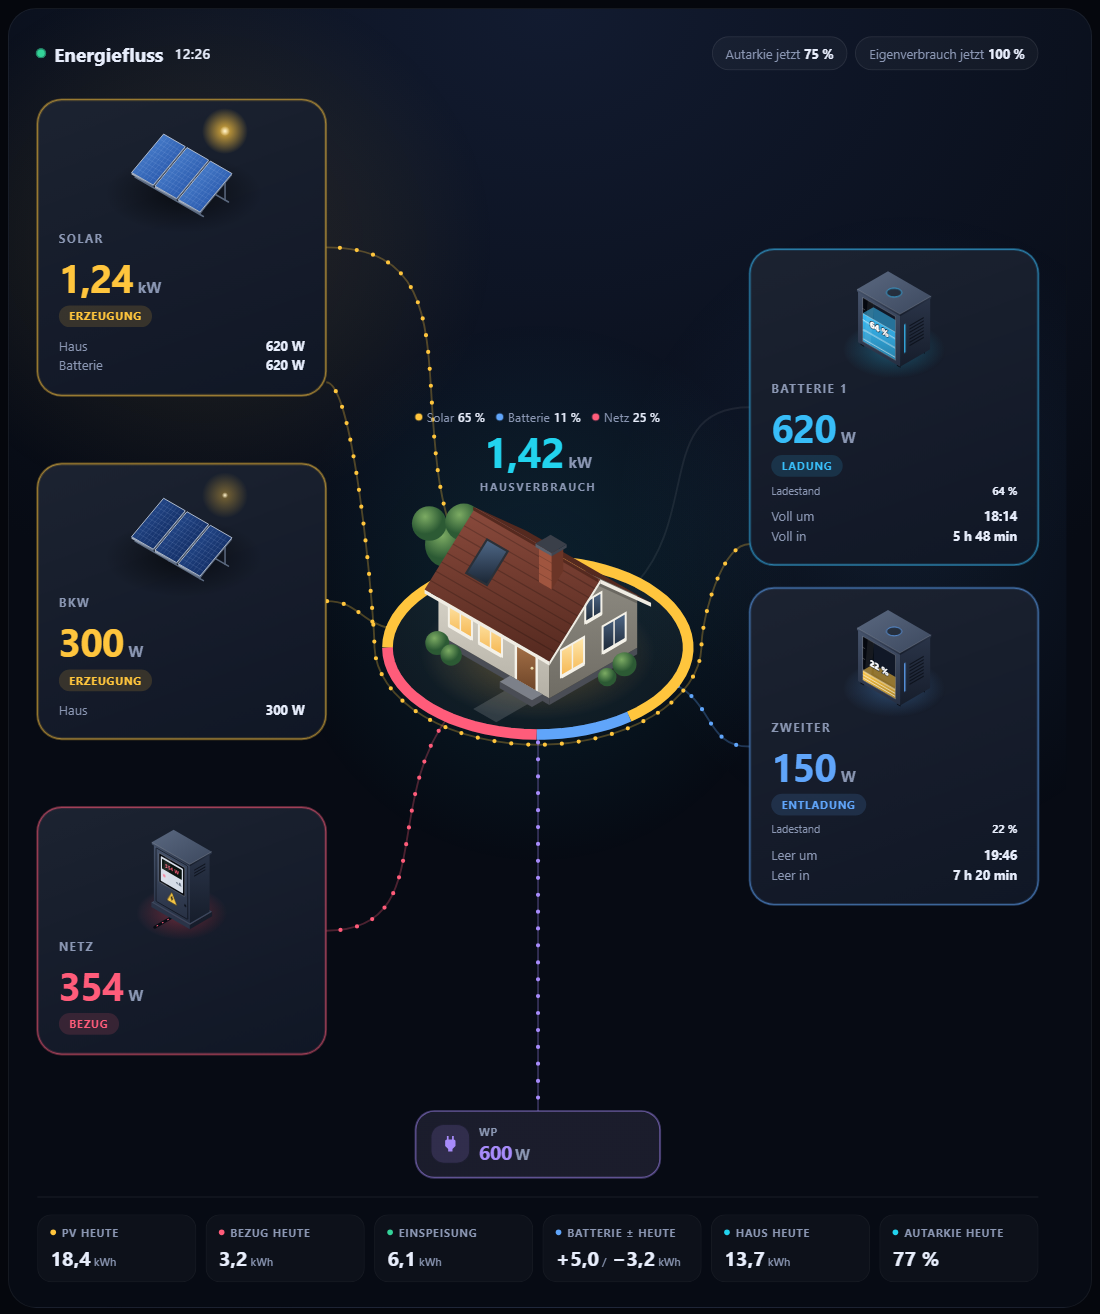 Energiefluss 12:26
Autarkie jetzt 75 %
Eigenverbrauch jetzt 100 %
SOLAR
1,24 kW
ERZEUGUNG
Haus 620 W
Batterie 620 W
BKW
300 W
ERZEUGUNG
Haus 300 W
354 W
NETZ
354 W
BEZUG
Solar 65 % Batterie 11 % Netz 25 %
1,42 kW
HAUSVERBRAUCH
64 %
BATTERIE 1
620 W
LADUNG
Ladestand 64 %
Voll um 18:14
Voll in 5 h 48 min
22 %
ZWEITER
150 W
ENTLADUNG
Ladestand 22 %
Leer um 19:46
Leer in 7 h 20 min
WP
600 W
PV HEUTE
18,4 kWh
BEZUG HEUTE
3,2 kWh
EINSPEISUNG
6,1 kWh
BATTERIE ± HEUTE
+5,0 / −3,2 kWh
HAUS HEUTE
13,7 kWh
AUTARKIE HEUTE
77 %